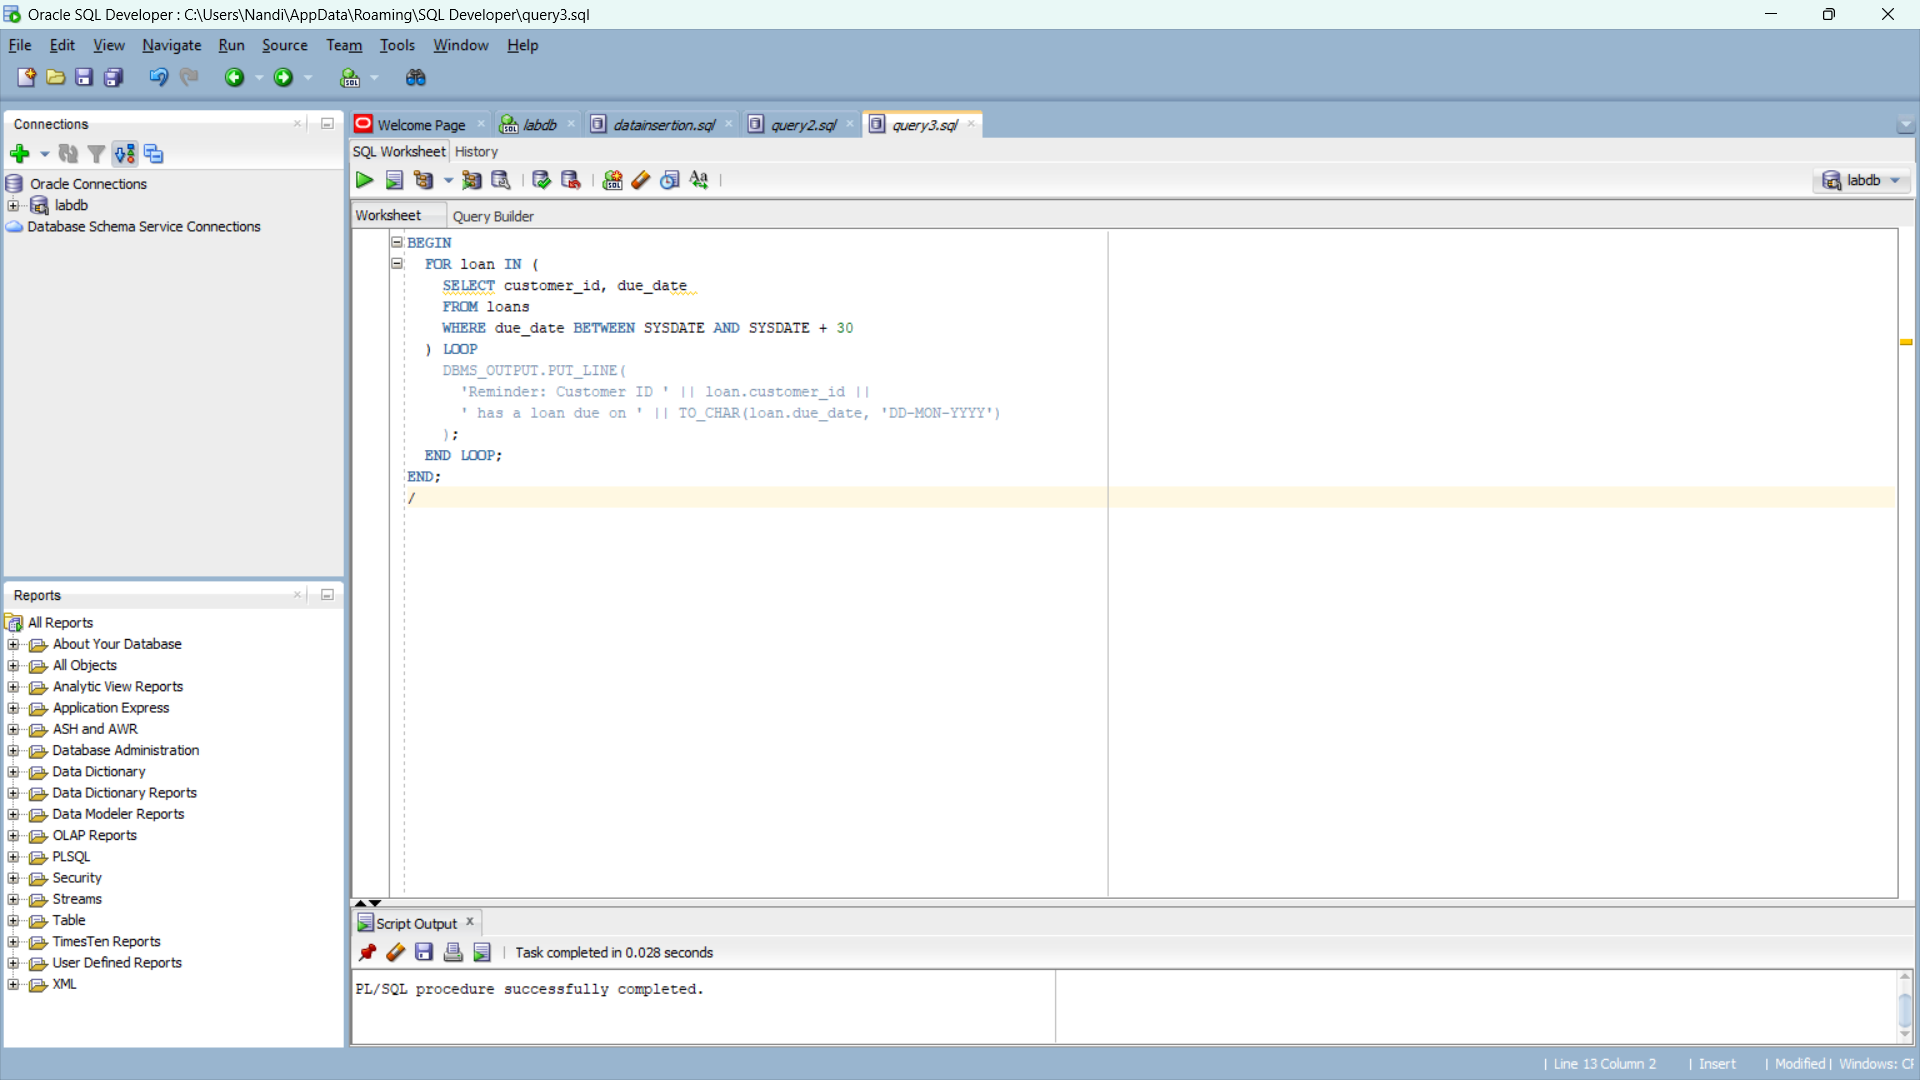 Oracle SQL Developer : C:\Users\Nandi\AppData\Roaming\SQL Developer\query3.sql
File Edit View Navigate Run Source Team Tools Window Help
Connections
Oracle Connections
labdb
Database Schema Service Connections
Reports
All Reports
About Your Database
All Objects
Analytic View Reports
Application Express
ASH and AWR
Database Administration
Data Dictionary
Data Dictionary Reports
Data Modeler Reports
OLAP Reports
PLSQL
Security
Streams
Table
TimesTen Reports
User Defined Reports
XML
Welcome Page labdb datainsertion.sql query2.sql query3.sql
SQL Worksheet History
labdb
Worksheet Query Builder
BEGIN
FOR loan IN (
SELECT customer_id, due_date
FROM loans
WHERE due_date BETWEEN SYSDATE AND SYSDATE + 30
) LOOP
DBMS_OUTPUT.PUT_LINE(
'Reminder: Customer ID ' || loan.customer_id ||
' has a loan due on ' || TO_CHAR(loan.due_date, 'DD-MON-YYYY')
);
END LOOP;
END;
/
Script Output
Task completed in 0.028 seconds
PL/SQL procedure successfully completed.
| Line 13 Column 2 | Insert | Modified | Windows: